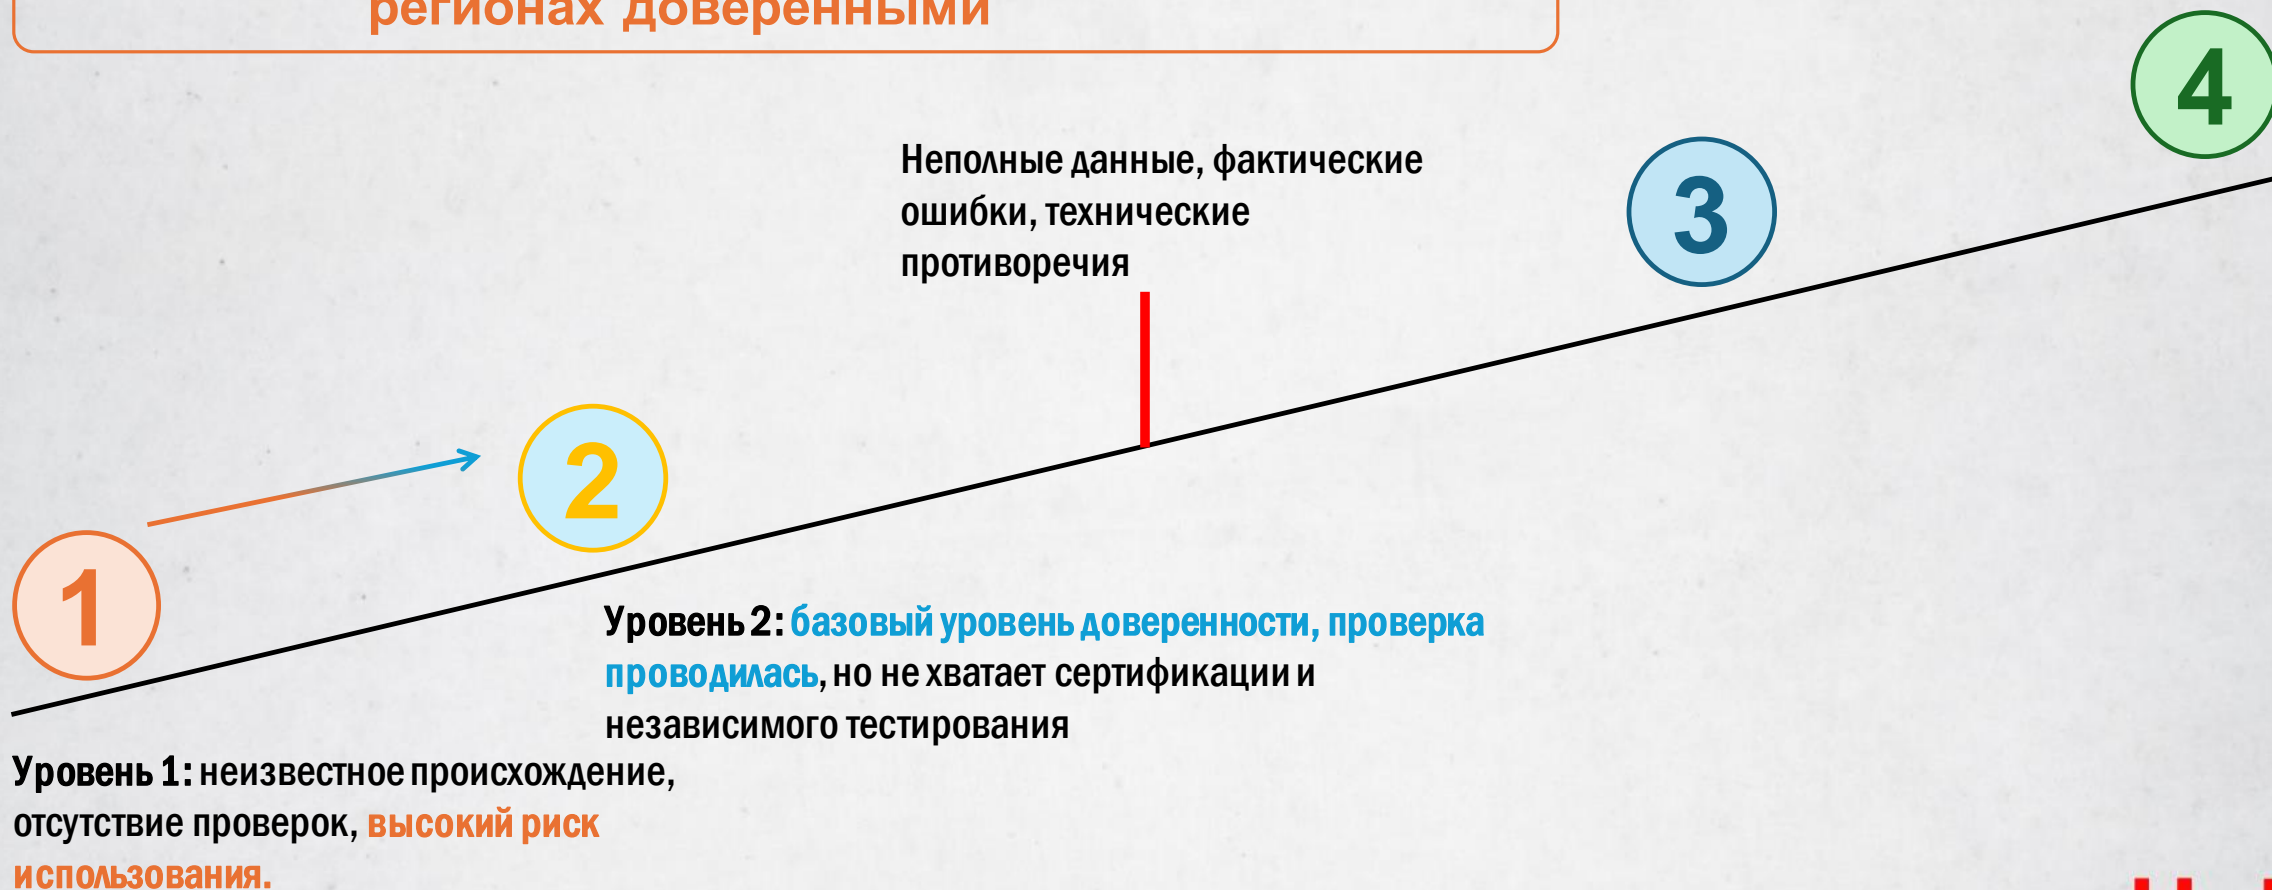 регионах доверенными
4
Неполные данные, фактические
ошибки, технические
противоречия
3
2
1
Уровень 2: базовый уровень доверенности, проверка
проводилась, но не хватает сертификации и
независимого тестирования
Уровень 1: неизвестное происхождение,
отсутствие проверок, высокий риск
использования.